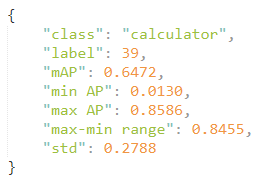 {
    "class": "calculator",
    "label": 39,
    "mAP": 0.6472,
    "min AP": 0.0130,
    "max AP": 0.8586,
    "max-min range": 0.8455,
    "std": 0.2788
}